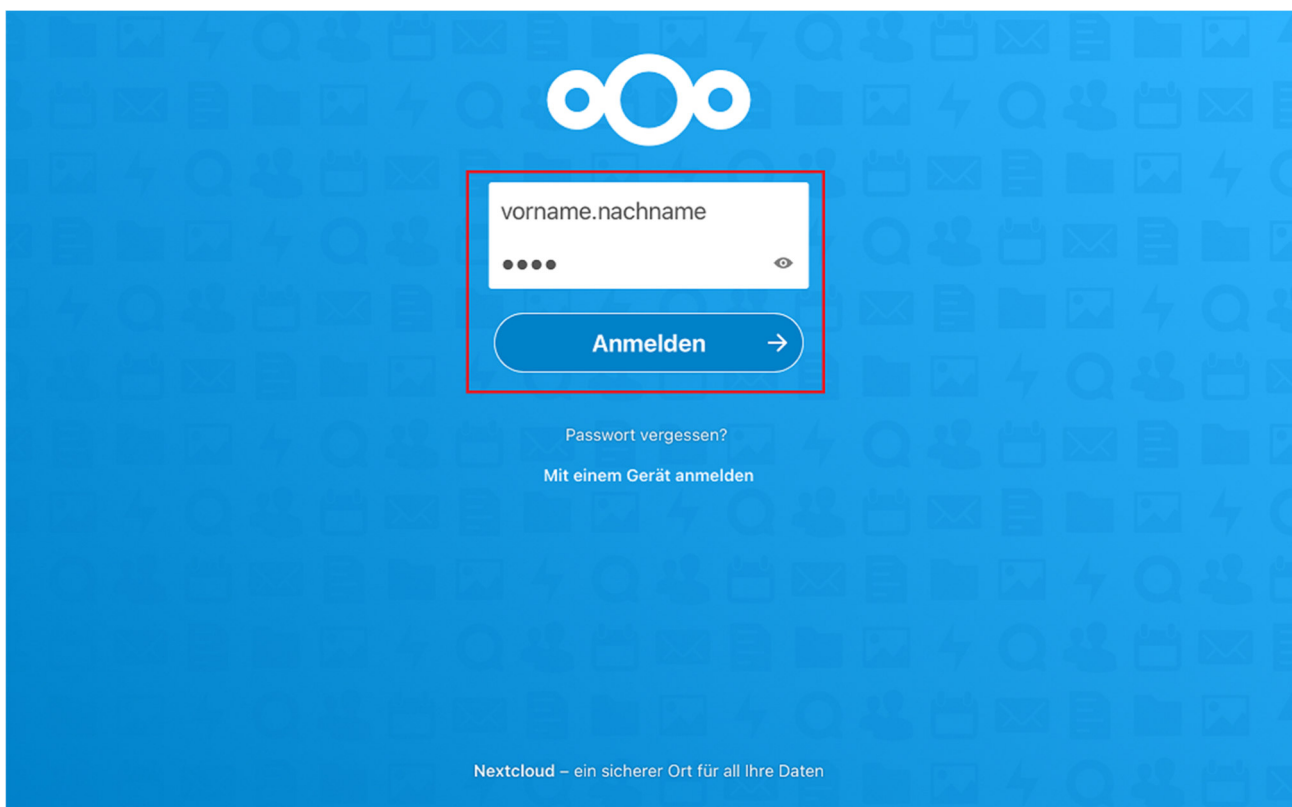 vorname.nachname
••••
Anmelden
Passwort vergessen?
Mit einem Gerät anmelden
Nextcloud – ein sicherer Ort für all Ihre Daten